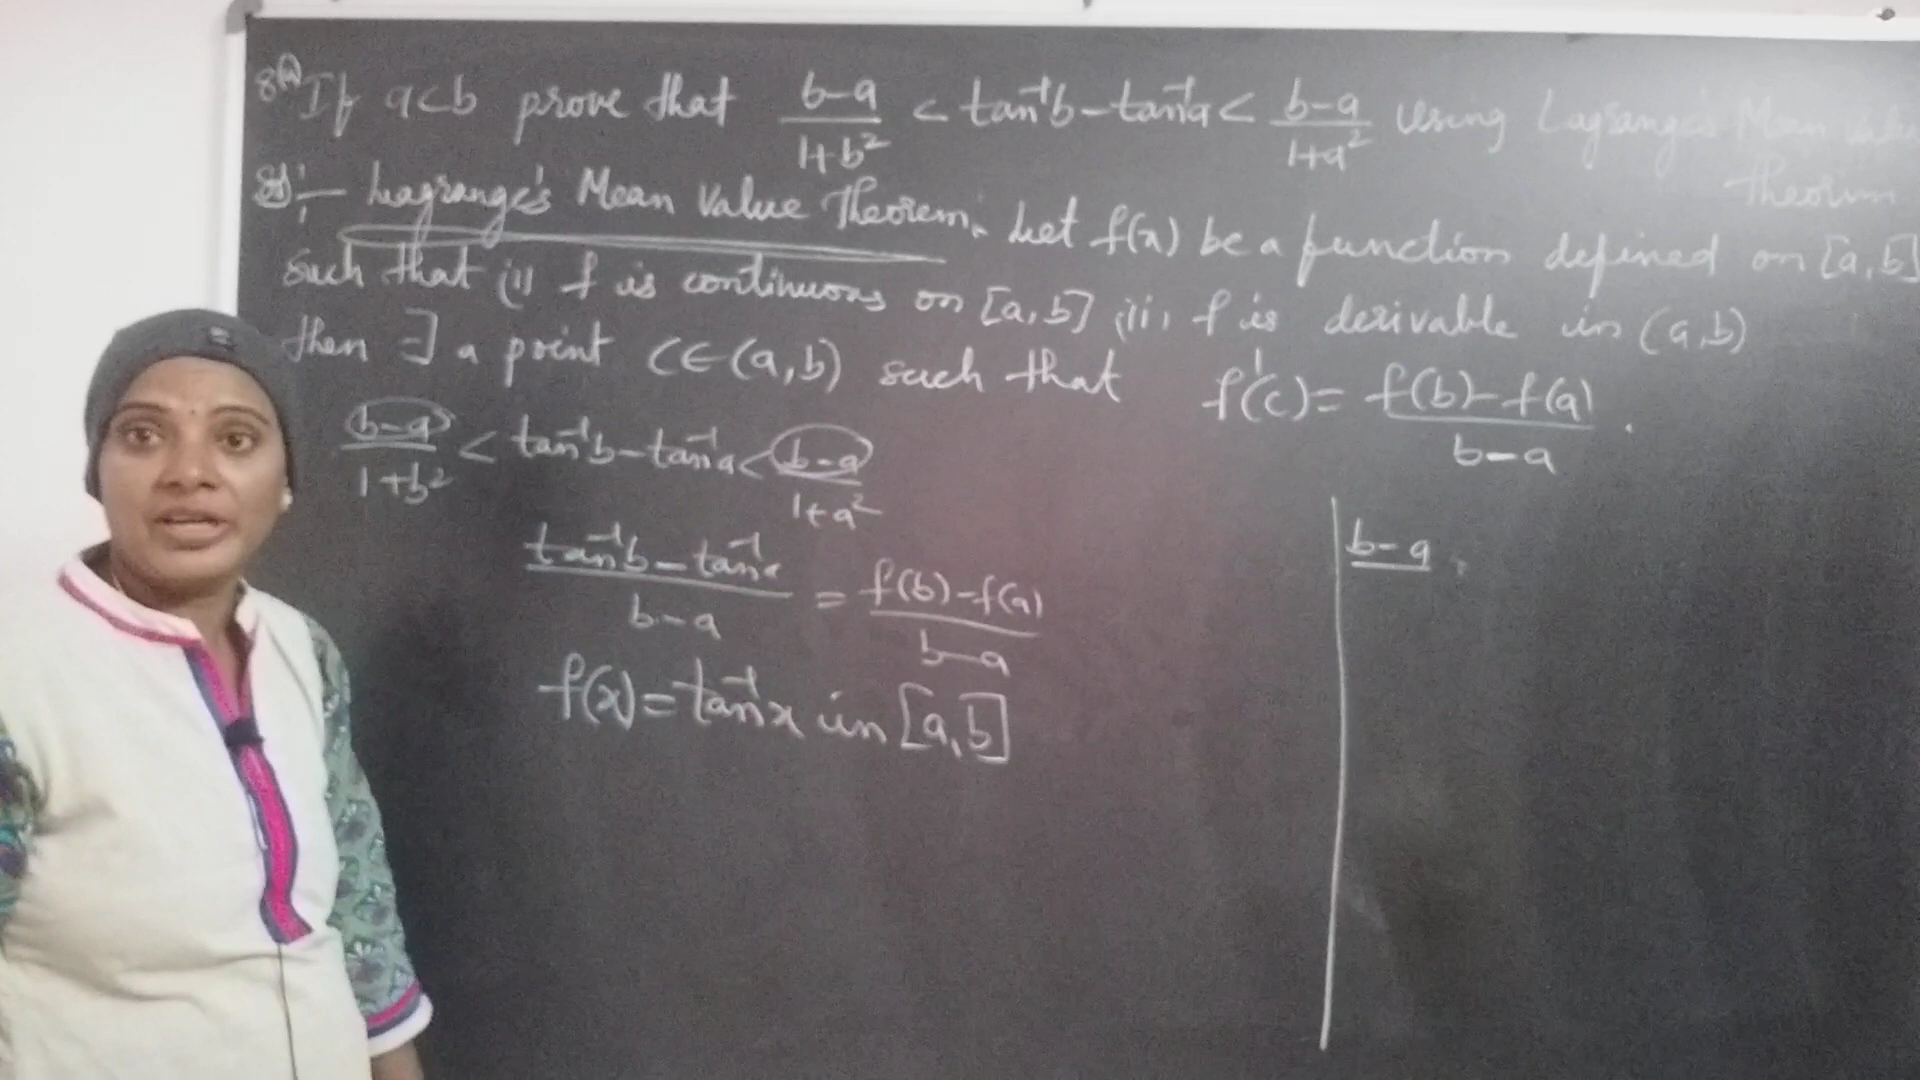 8(a) If a<b prove that b-a/1+b² < tan⁻¹b-tan⁻¹a < b-a/1+a² using Lagrange's Mean Value
Theorem
Sol:- Lagrange's Mean Value Theorem: Let f(x) be a function defined on [a,b]
such that (i) f is continuous on [a,b] (ii) f is derivable in (a,b)
then ∃ a point c∈(a,b) such that f'(c)= f(b)-f(a)/b-a .
b-a/1+b² < tan⁻¹b-tan⁻¹a < b-a/1+a²
tan⁻¹b-tan⁻¹a/b-a = f(b)-f(a)/b-a
f(x)=tan⁻¹x in [a,b]
b-a